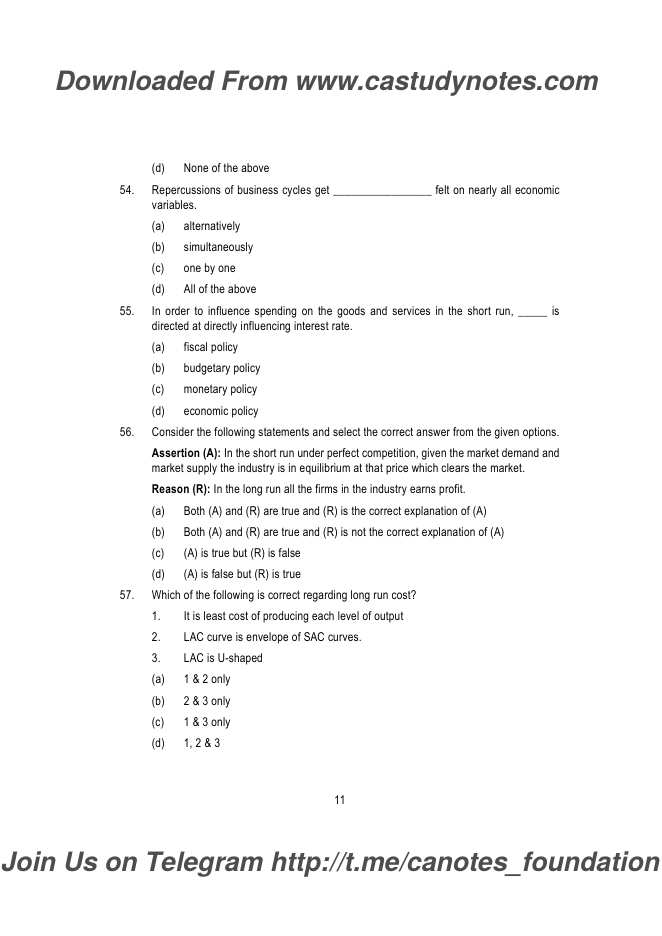 Downloaded From www.castudynotes.com
(d) None of the above
54. Repercussions of business cycles get _________________ felt on nearly all economic
variables.
(a) alternatively
(b) simultaneously
(c) one by one
(d) All of the above
55. In order to influence spending on the goods and services in the short run, _____ is
directed at directly influencing interest rate.
(a) fiscal policy
(b) budgetary policy
(c) monetary policy
(d) economic policy
56. Consider the following statements and select the correct answer from the given options.
Assertion (A): In the short run under perfect competition, given the market demand and
market supply the industry is in equilibrium at that price which clears the market.
Reason (R): In the long run all the firms in the industry earns profit.
(a) Both (A) and (R) are true and (R) is the correct explanation of (A)
(b) Both (A) and (R) are true and (R) is not the correct explanation of (A)
(c) (A) is true but (R) is false
(d) (A) is false but (R) is true
57. Which of the following is correct regarding long run cost?
1. It is least cost of producing each level of output
2. LAC curve is envelope of SAC curves.
3. LAC is U-shaped
(a) 1 & 2 only
(b) 2 & 3 only
(c) 1 & 3 only
(d) 1, 2 & 3
11
Join Us on Telegram http://t.me/canotes_foundation